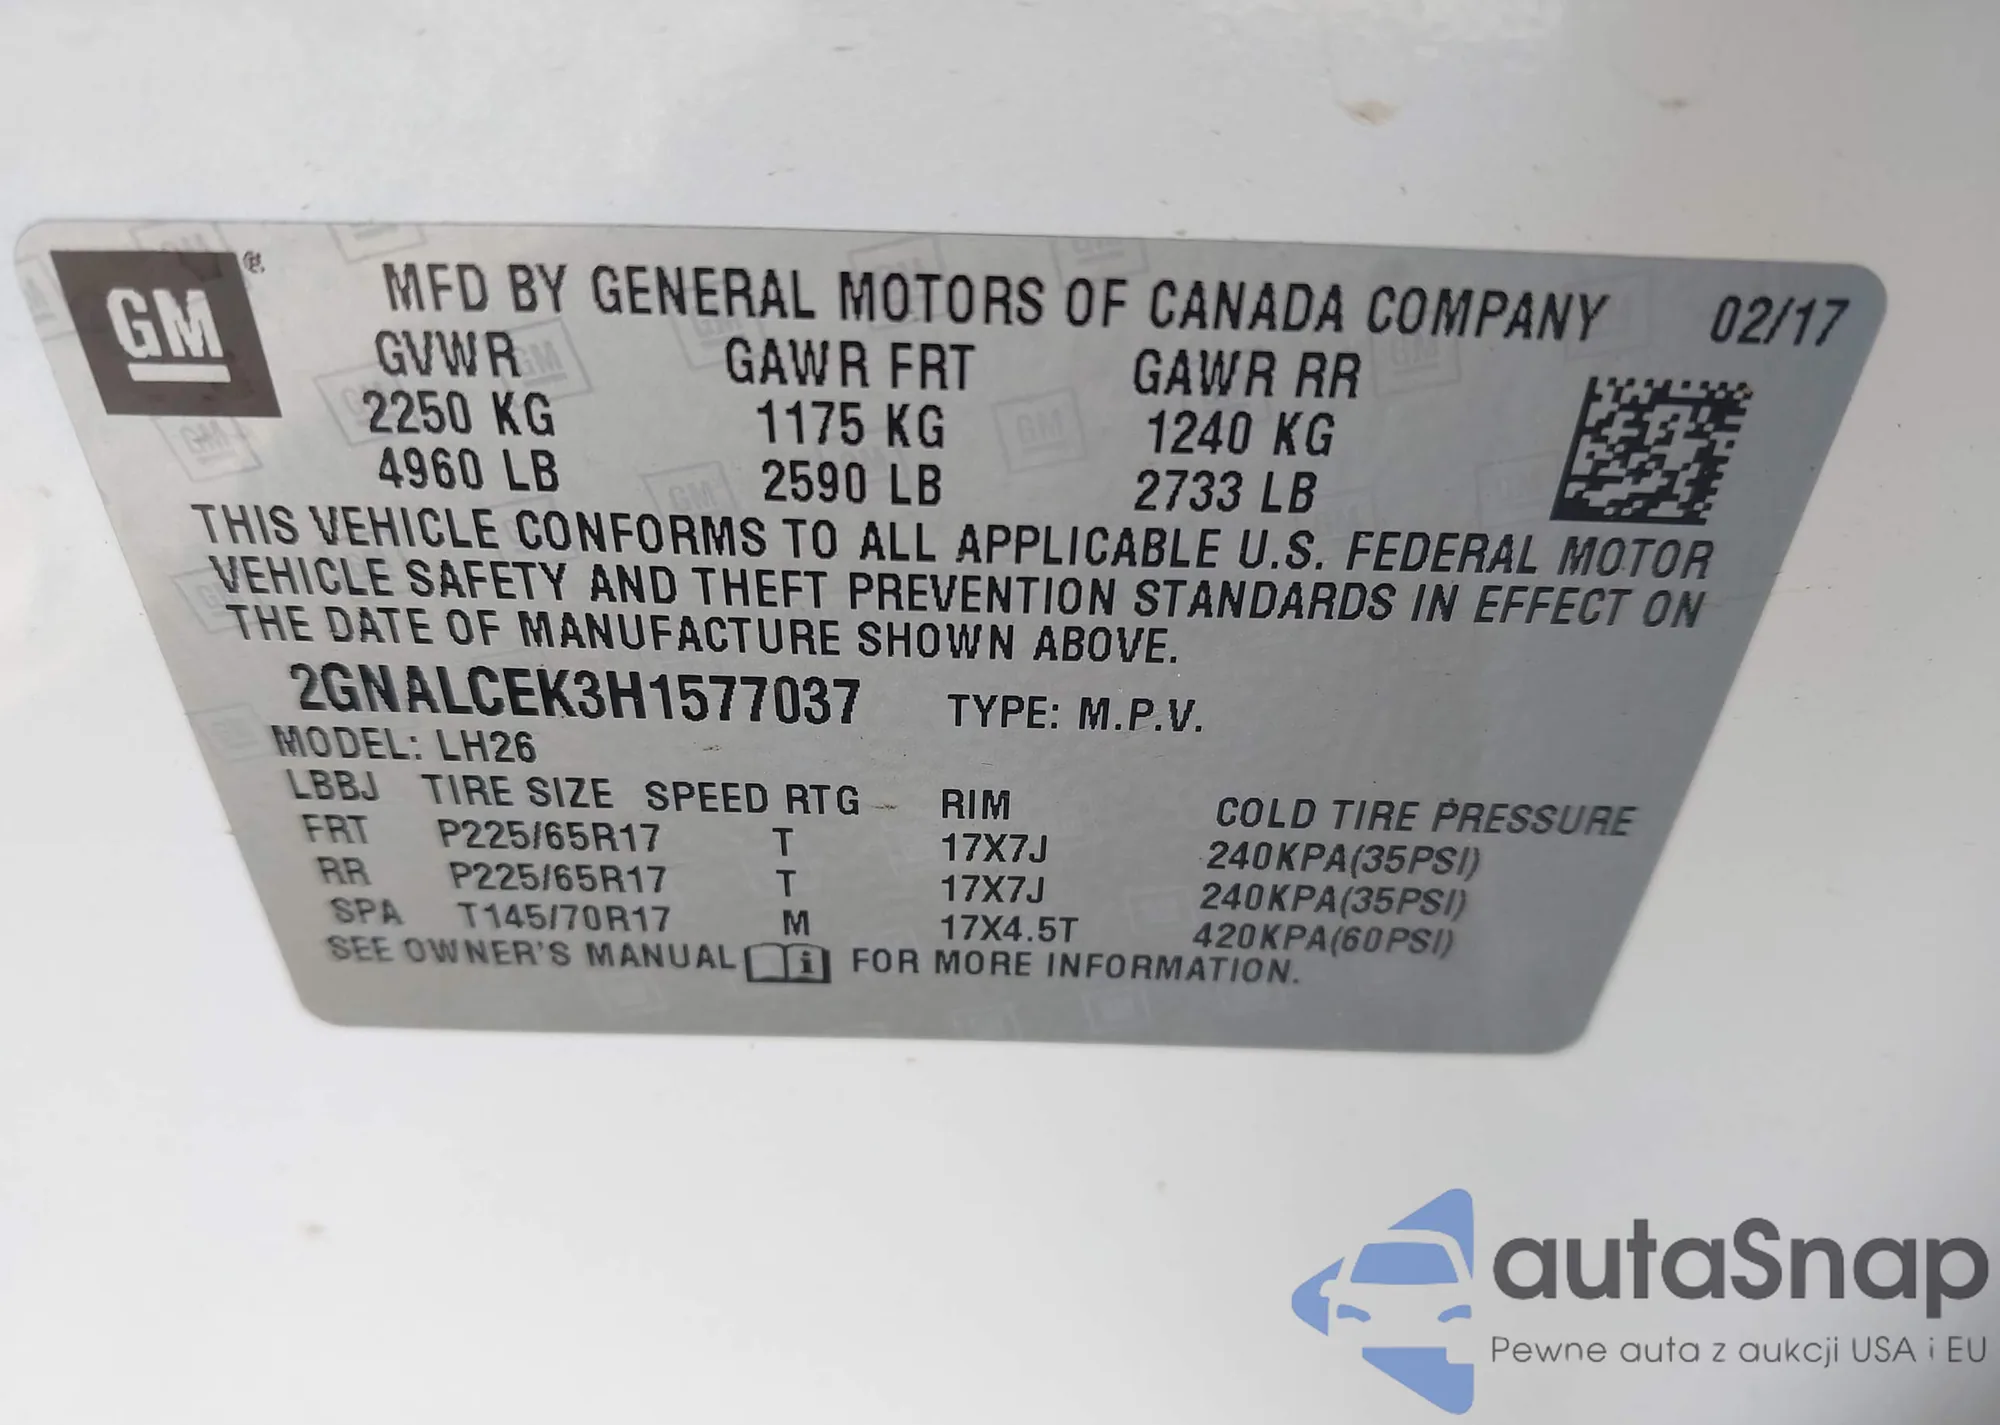 GM ®
MFD BY GENERAL MOTORS OF CANADA COMPANY 02/17
GVWR GAWR FRT GAWR RR
2250 KG 1175 KG 1240 KG
4960 LB 2590 LB 2733 LB
THIS VEHICLE CONFORMS TO ALL APPLICABLE U.S. FEDERAL MOTOR
VEHICLE SAFETY AND THEFT PREVENTION STANDARDS IN EFFECT ON
THE DATE OF MANUFACTURE SHOWN ABOVE.
2GNALCEK3H1577037 TYPE: M.P.V.
MODEL: LH26
LBBJ TIRE SIZE SPEED RTG RIM COLD TIRE PRESSURE
FRT P225/65R17 T 17X7J 240KPA(35PSI)
RR P225/65R17 T 17X7J 240KPA(35PSI)
SPA T145/70R17 M 17X4.5T 420KPA(60PSI)
SEE OWNER'S MANUAL i FOR MORE INFORMATION.
autaSnap
Pewne auta z aukcji USA i EU